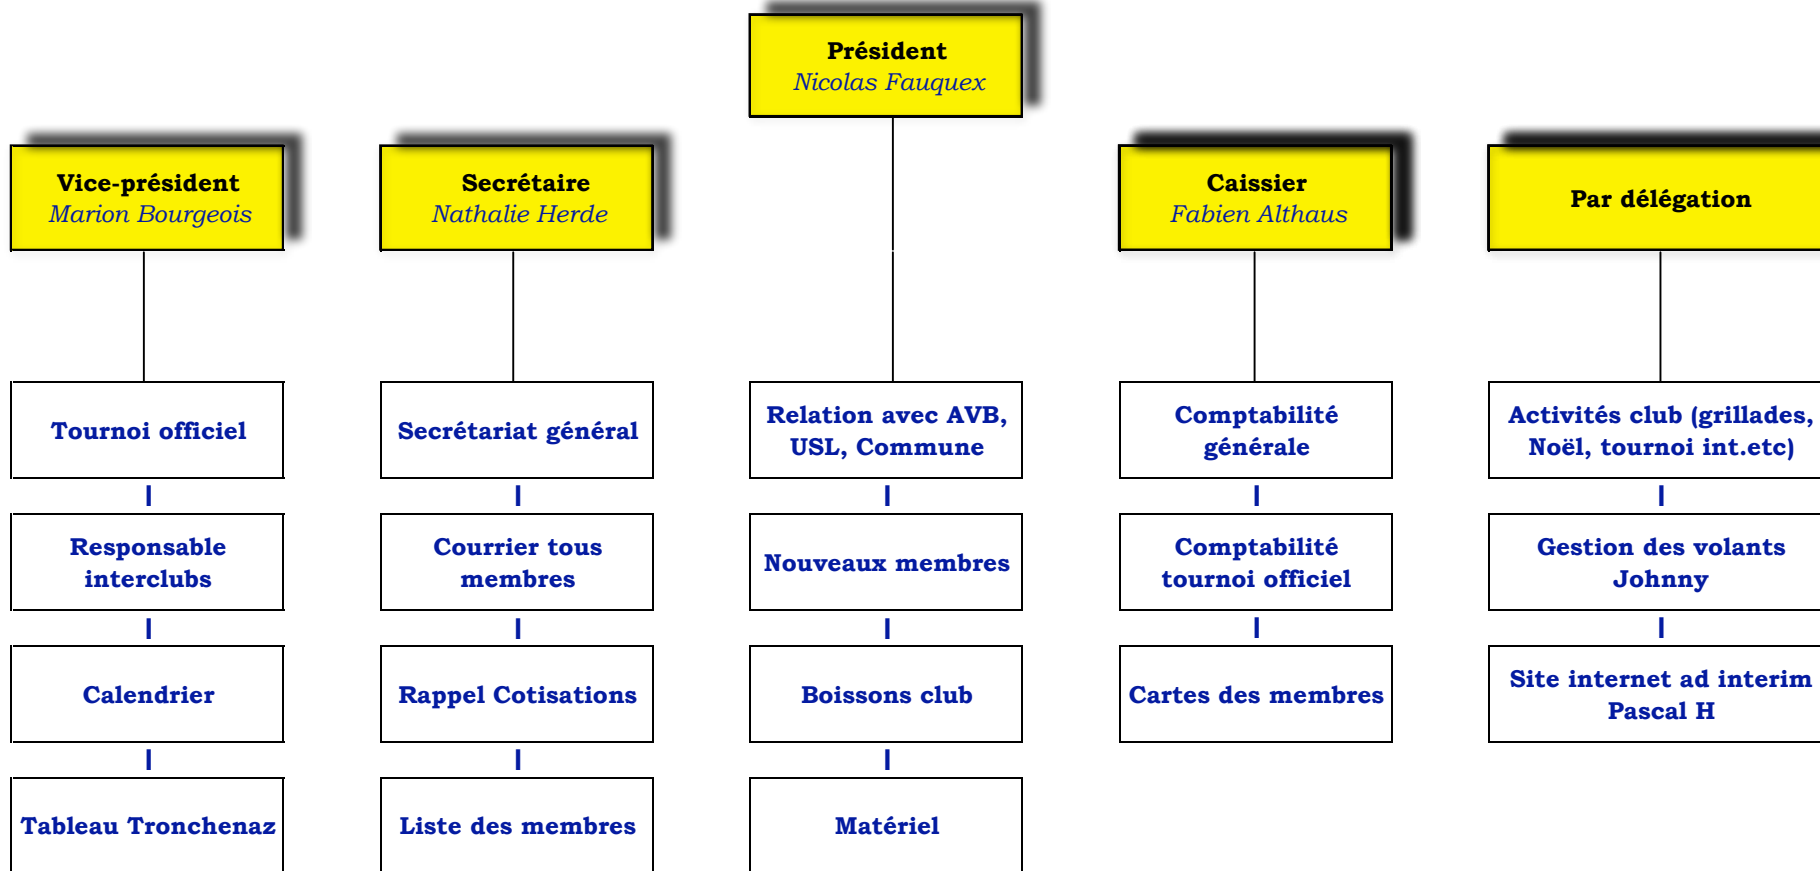 Président
Nicolas Fauquex
Vice-président
Marion Bourgeois
Secrétaire
Nathalie Herde
Caissier
Fabien Althaus
Par délégation
Tournoi officiel
Secrétariat général
Relation avec AVB,
USL, Commune
Comptabilité
générale
Activités club (grillades,
Noël, tournoi int.etc)
Responsable
interclubs
Courrier tous
membres
Nouveaux membres
Comptabilité
tournoi officiel
Gestion des volants
Johnny
Calendrier
Rappel Cotisations
Boissons club
Cartes des membres
Site internet ad interim
Pascal H
Tableau Tronchenaz
Liste des membres
Matériel